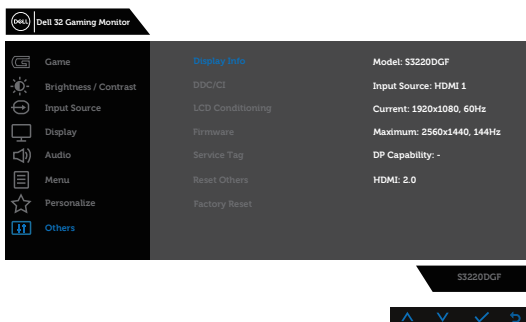 DELL Dell 32 Gaming Monitor
Game
Brightness / Contrast
Input Source
Display
Audio
Menu
Personalize
Others
Display Info
DDC/CI
LCD Conditioning
Firmware
Service Tag
Reset Others
Factory Reset
Model: S3220DGF
Input Source: HDMI 1
Current: 1920x1080, 60Hz
Maximum: 2560x1440, 144Hz
DP Capability: -
HDMI: 2.0
S3220DGF